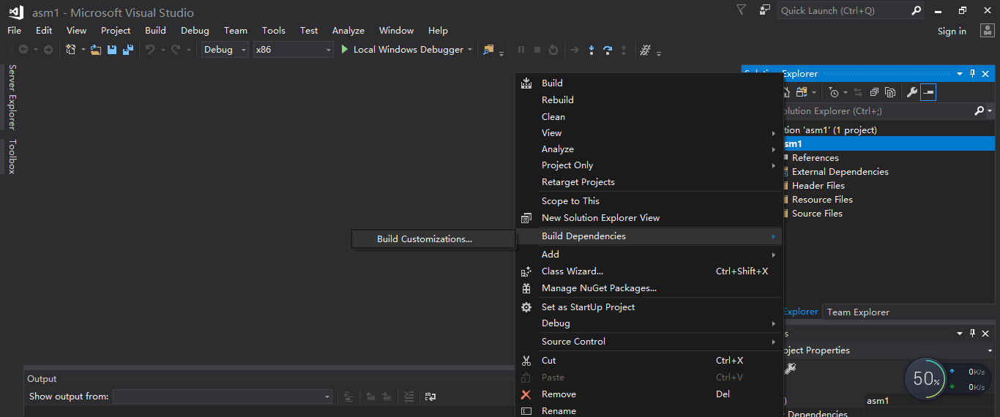 asm1 - Microsoft Visual Studio
Quick Launch (Ctrl+Q)
File Edit View Project Build Debug Team Tools Test Analyze Window Help
Sign in
Debug x86 Local Windows Debugger
Server Explorer
Toolbox
Build
Rebuild
Clean
View
Analyze
Project Only
Retarget Projects
Scope to This
New Solution Explorer View
Build Dependencies
Build Customizations...
Add
Class Wizard... Ctrl+Shift+X
Manage NuGet Packages...
Set as StartUp Project
Debug
Source Control
Cut Ctrl+X
Paste Ctrl+V
Remove Del
Rename
Solution Explorer
olution Explorer (Ctrl+;)
tion 'asm1' (1 project)
sm1
References
External Dependencies
Header Files
Resource Files
Source Files
Explorer Team Explorer
s
oject Properties
50%
0K/s
0K/s
) asm1
Dependencies
Output
Show output from: